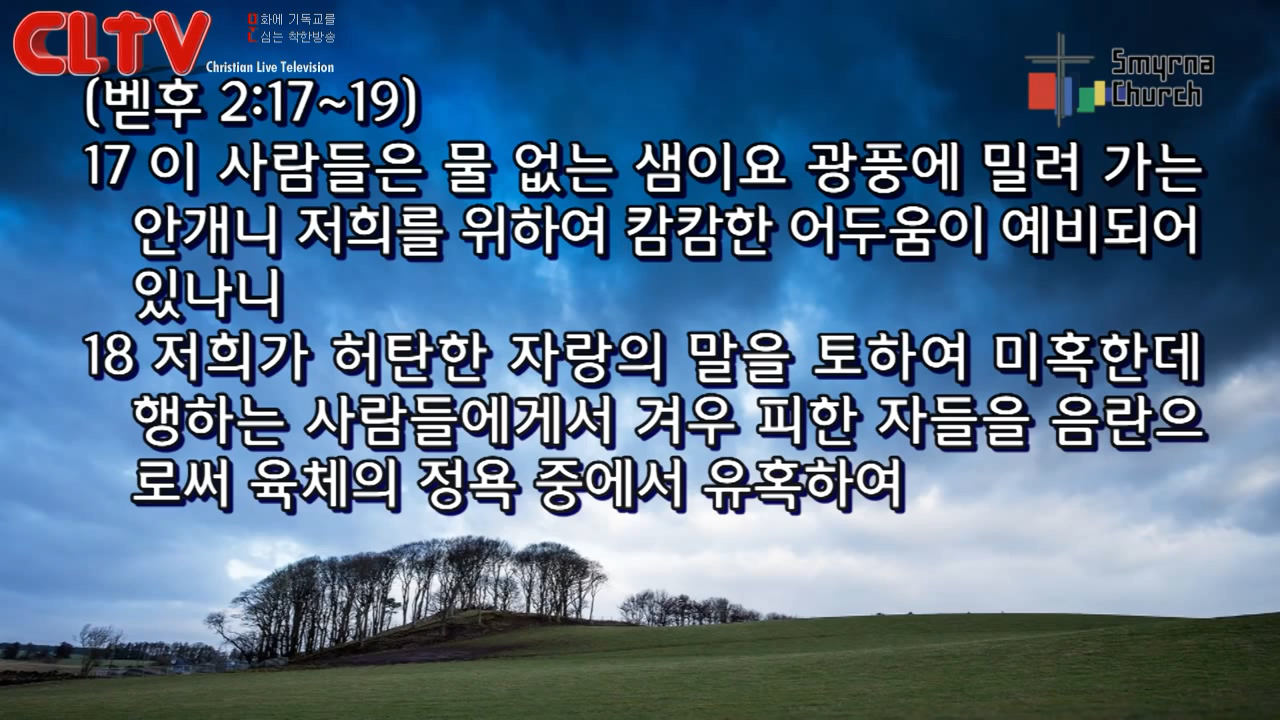 CLTV
문화에 기독교를
심는 착한방송
Christian Live Television
Smyrna
Church
(벧후 2:17~19)
17 이 사람들은 물 없는 샘이요 광풍에 밀려 가는
안개니 저희를 위하여 캄캄한 어두움이 예비되어
있나니
18 저희가 허탄한 자랑의 말을 토하여 미혹한데
행하는 사람들에게서 겨우 피한 자들을 음란으
로써 육체의 정욕 중에서 유혹하여